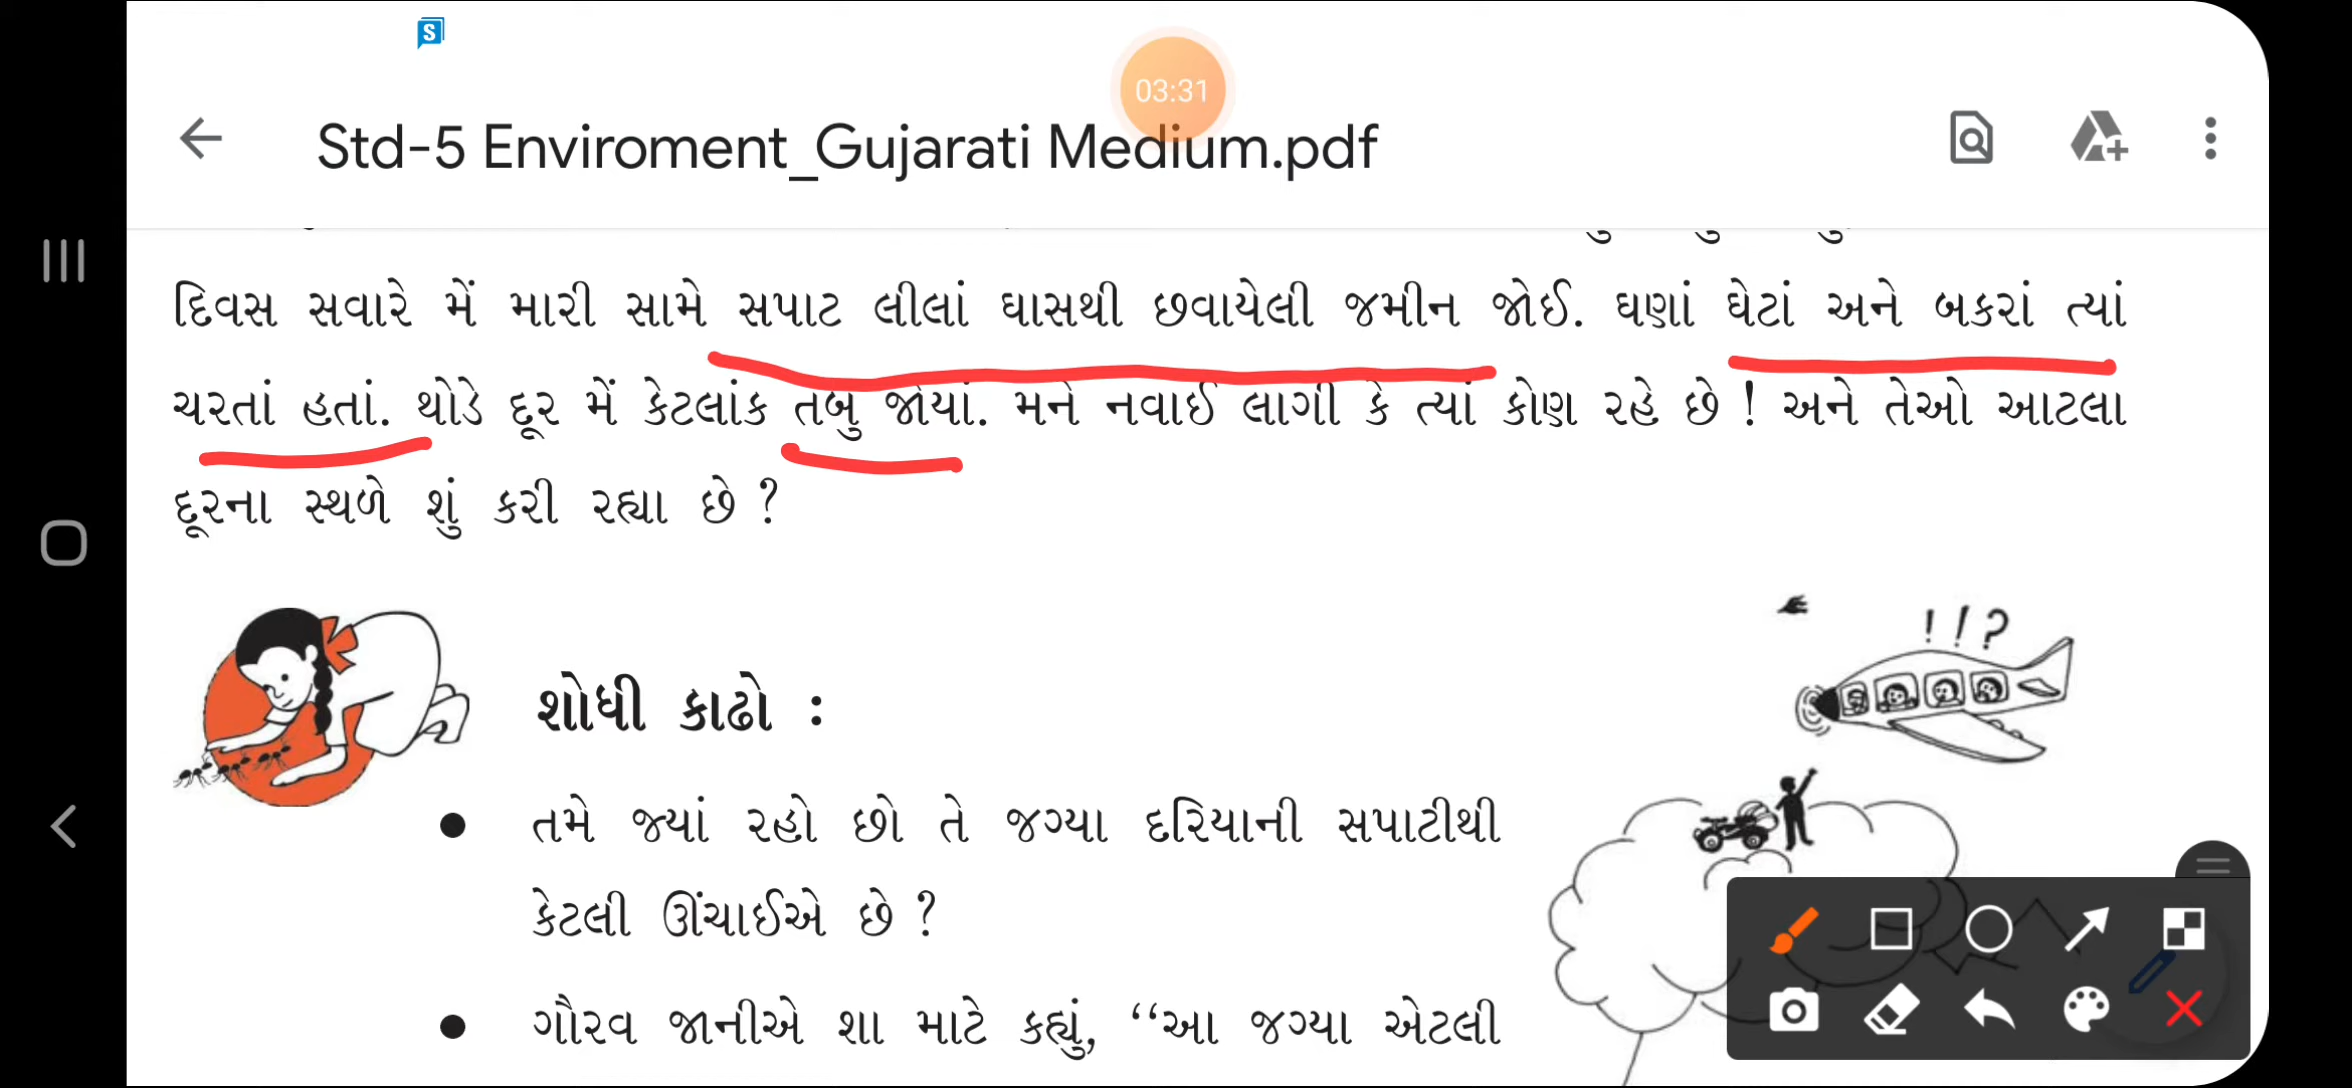 S
03:31
Std-5 Enviroment_Gujarati Medium.pdf
દિવસ સવારે મેં મારી સામે સપાટ લીલાં ઘાસથી છવાયેલી જમીન જોઈ. ઘણાં ઘેટાં અને બકરાં ત્યાં
ચરતાં હતાં. થોડે દૂર મેં કેટલાંક તંબુ જોયાં. મને નવાઈ લાગી કે ત્યાં કોણ રહે છે ! અને તેઓ આટલા
દૂરના સ્થળે શું કરી રહ્યા છે ?
! ! ?
શોધી કાઢો :
● તમે જ્યાં રહો છો તે જગ્યા દરિયાની સપાટીથી
કેટલી ઊંચાઈએ છે ?
● ગૌરવ જાનીએ શા માટે કહ્યું, “આ જગ્યા એટલી